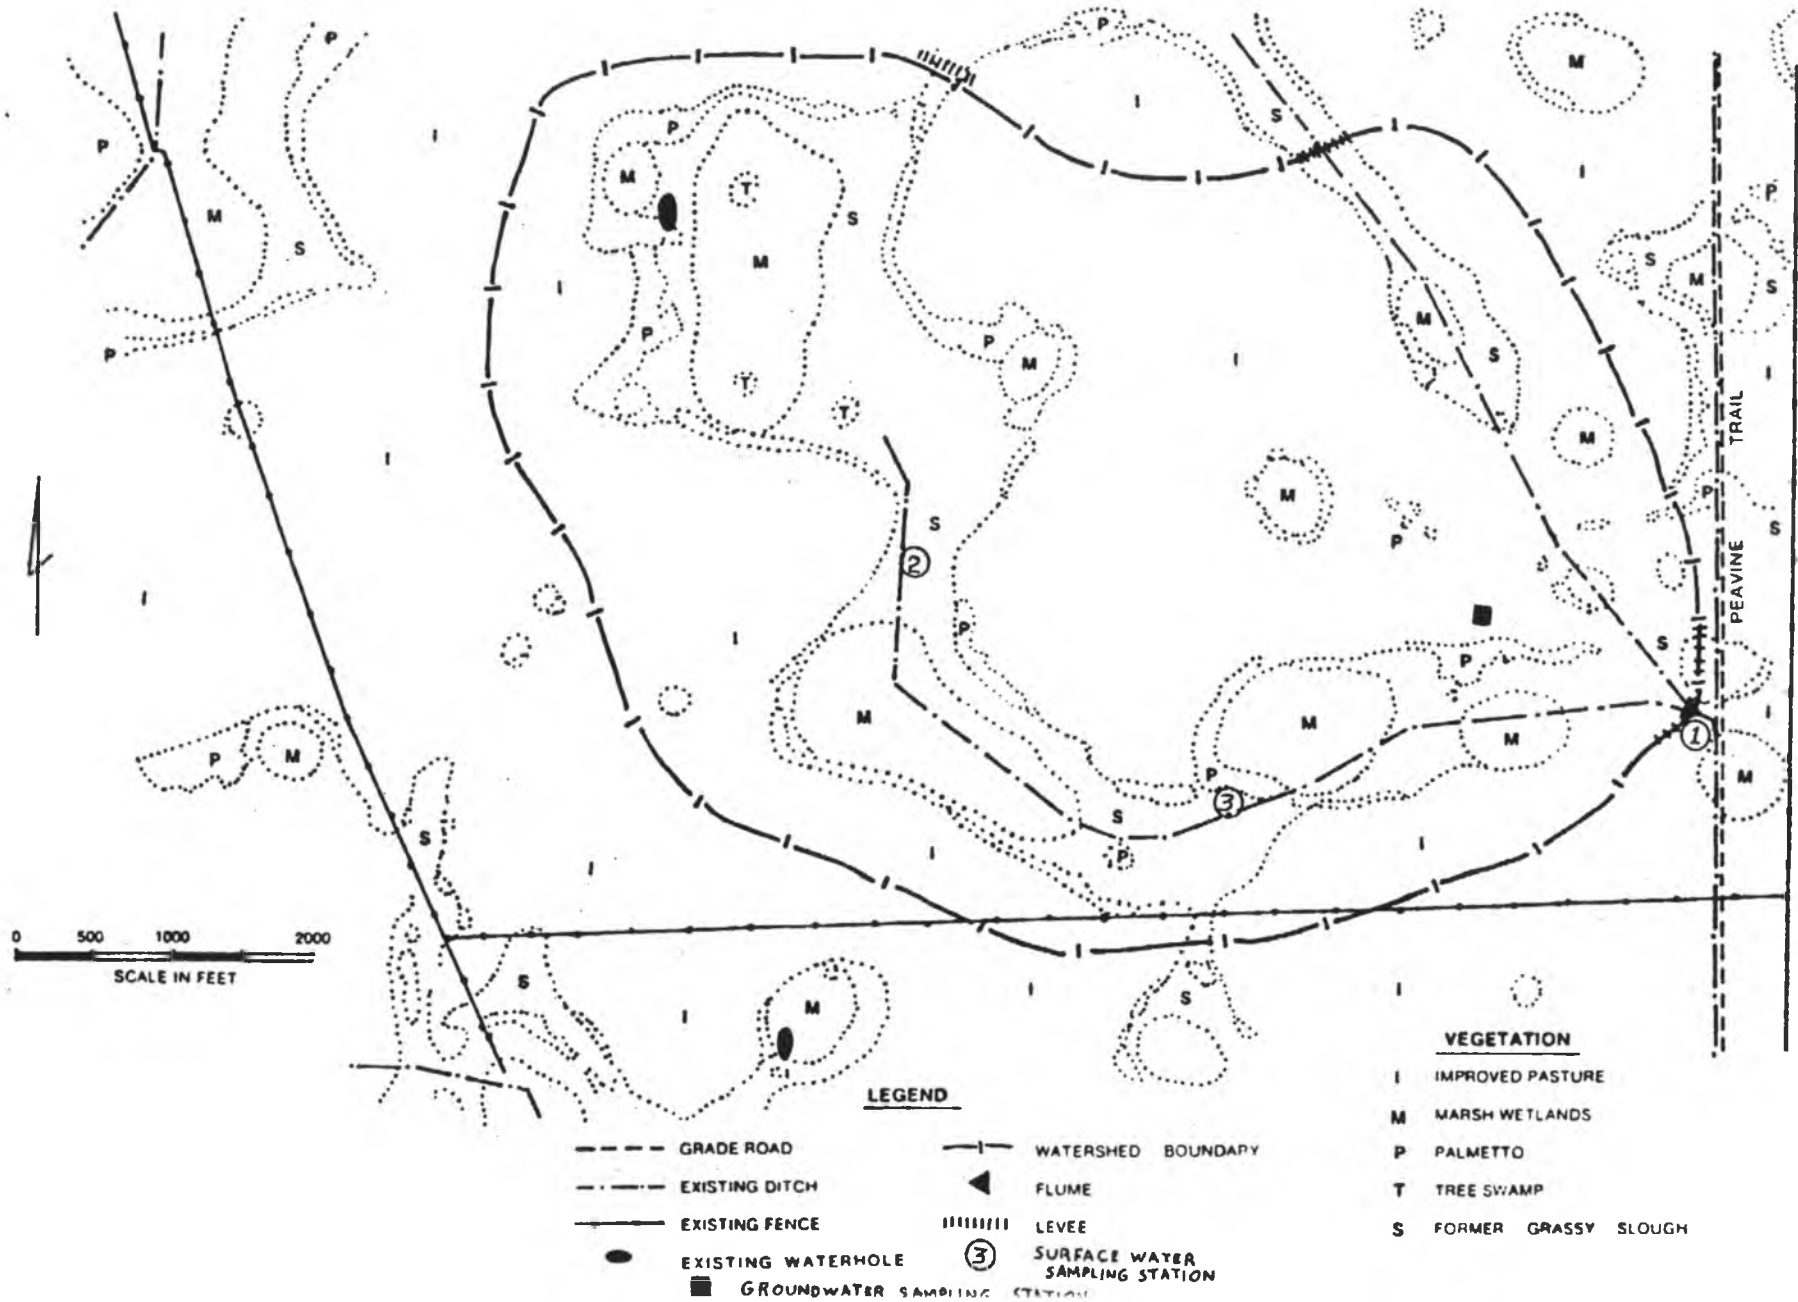 P
P
M
I
S
P
I
P
M
T
S
M
I
P
T
T
P
M
P
I
S
M
I
M
S
P
I
M
S
M
S
I
I
M
S
M
P
M
P
S
I
PEAVINE TRAIL
I
I
S
2
P
I
M
P
S
M
M
I
1
M
P
3
S
P
I
I
I
P
M
S
0 500 1000 2000
SCALE IN FEET
S
I
M
I
S
I
LEGEND
GRADE ROAD
EXISTING DITCH
EXISTING FENCE
EXISTING WATERHOLE
GROUNDWATER SAMPLING STATION
WATERSHED BOUNDARY
FLUME
LEVEE
3
SURFACE WATER
SAMPLING STATION
VEGETATION
I IMPROVED PASTURE
M MARSH WETLANDS
P PALMETTO
T TREE SWAMP
S FORMER GRASSY SLOUGH